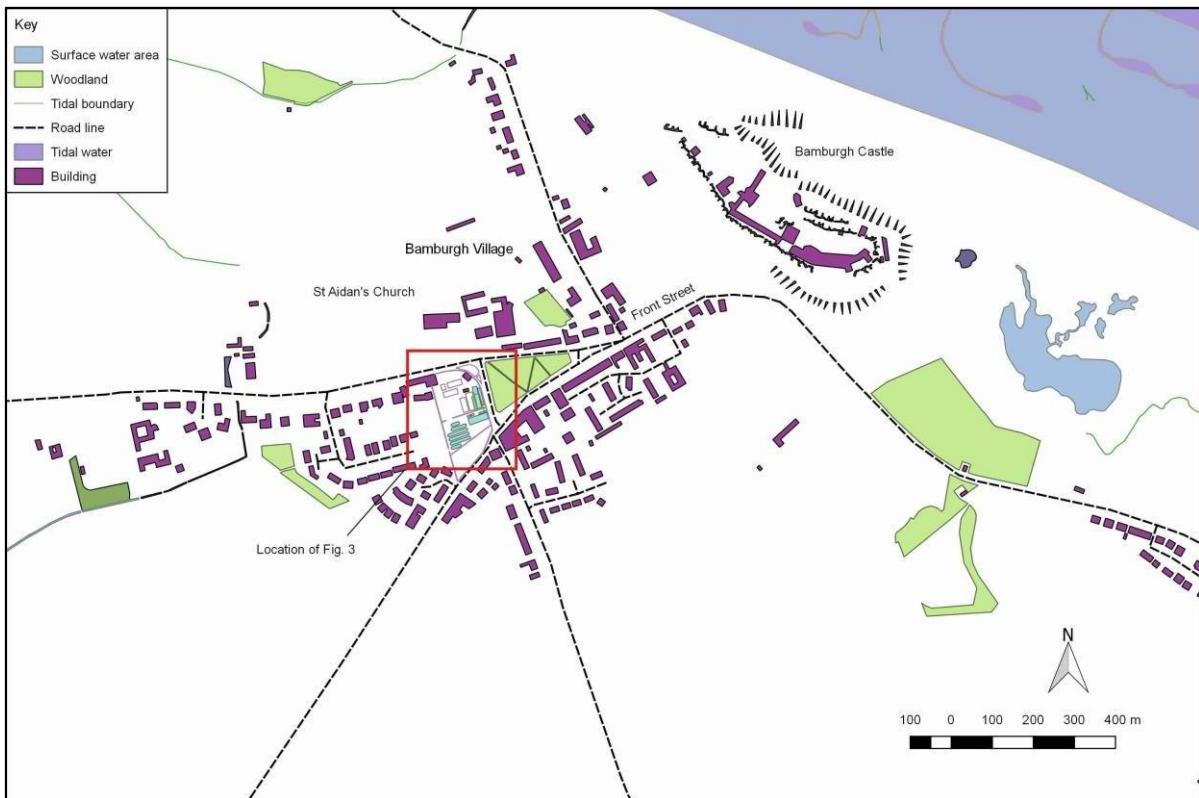 Key
Surface water area
Woodland
Tidal boundary
Road line
Tidal water
Building
Bamburgh Castle
Bamburgh Village
St Aidan's Church
Front Street
Location of Fig. 3
N
100 0 100 200 300 400 m